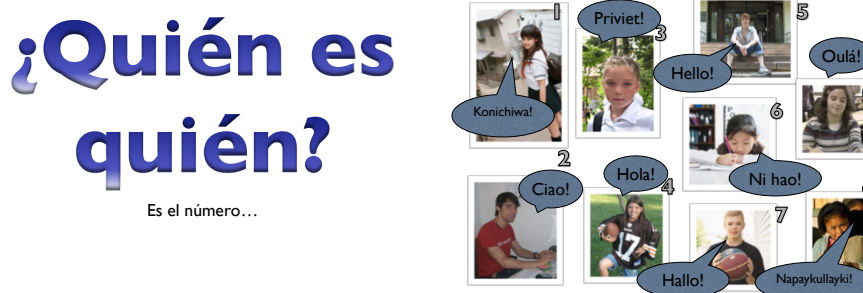 ¿Quién es
quién?
Es el número…
1
Priviet!
3
5
Oulá!
Hello!
Konichiwa!
6
2
Ciao!
Hola!
4
Ni hao!
7
17
Hallo!
Napaykullayki!